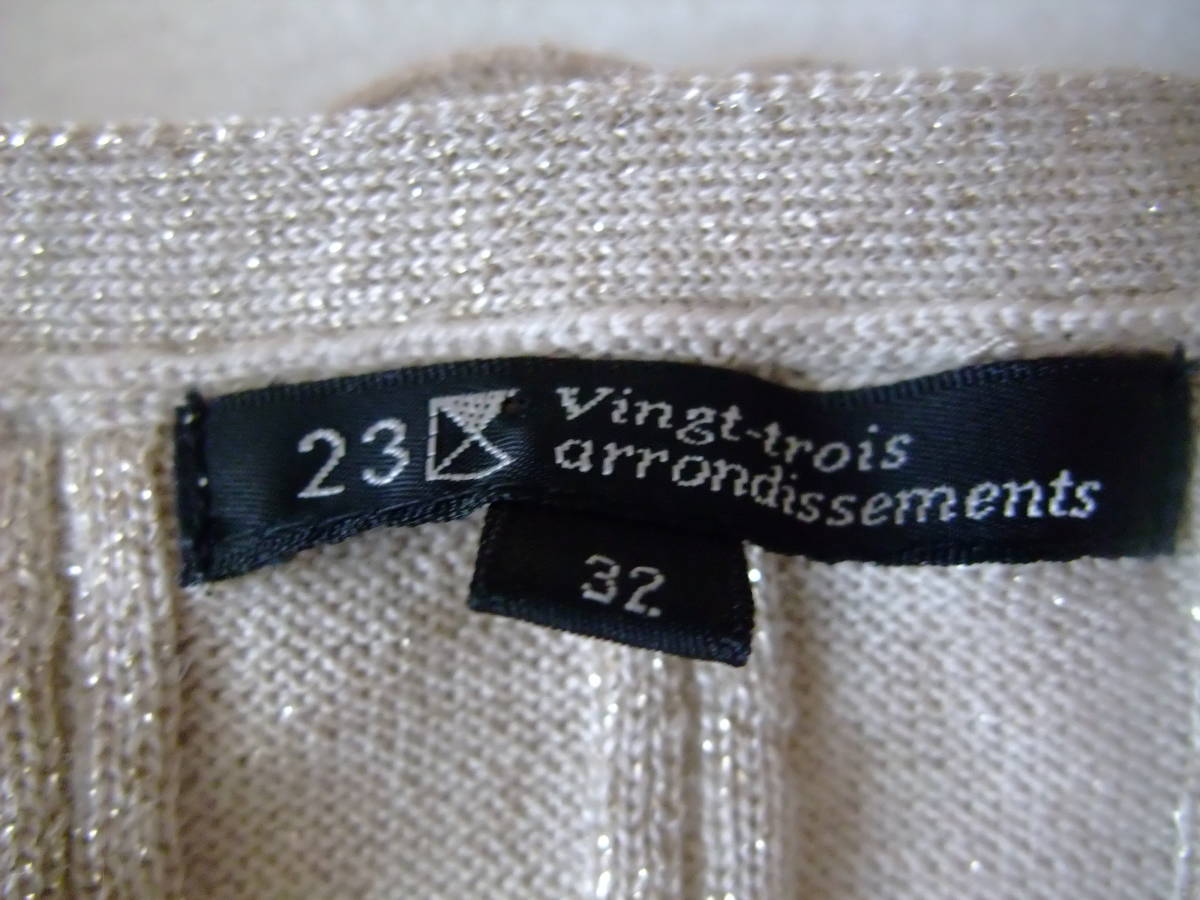 23 Vingt-trois
arrondissements
32